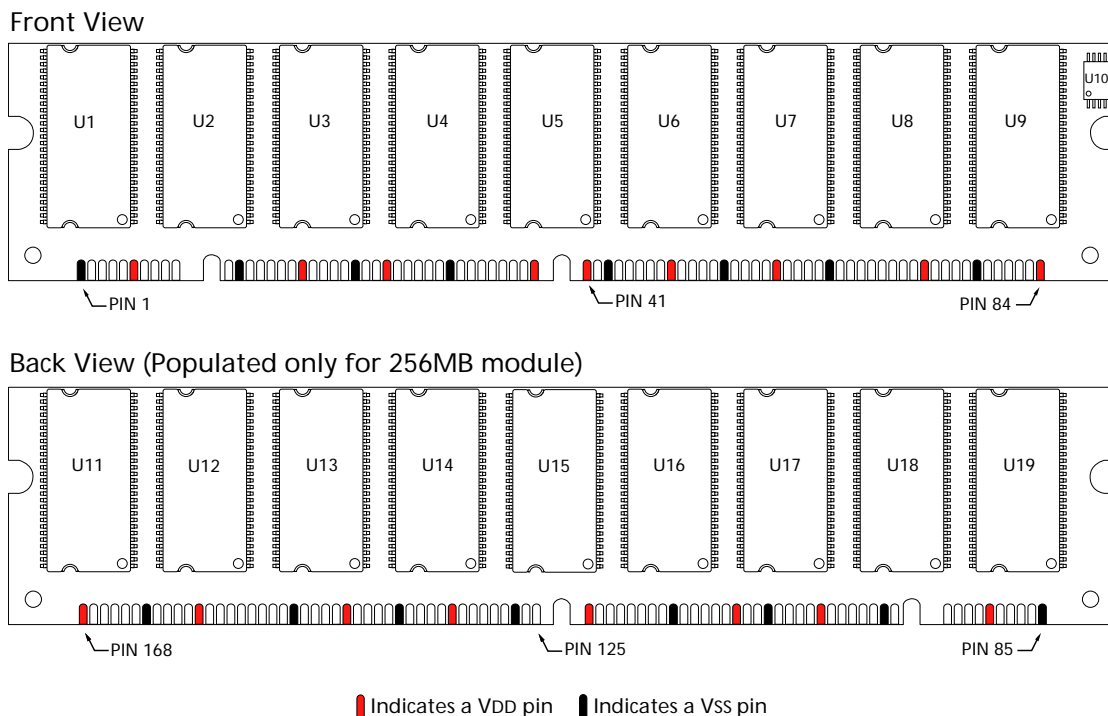 Front View
U1 U2 U3 U4 U5 U6 U7 U8 U9 U10
PIN 1 PIN 41 PIN 84
Back View (Populated only for 256MB module)
U11 U12 U13 U14 U15 U16 U17 U18 U19
PIN 168 PIN 125 PIN 85
Indicates a VDD pin Indicates a VSS pin